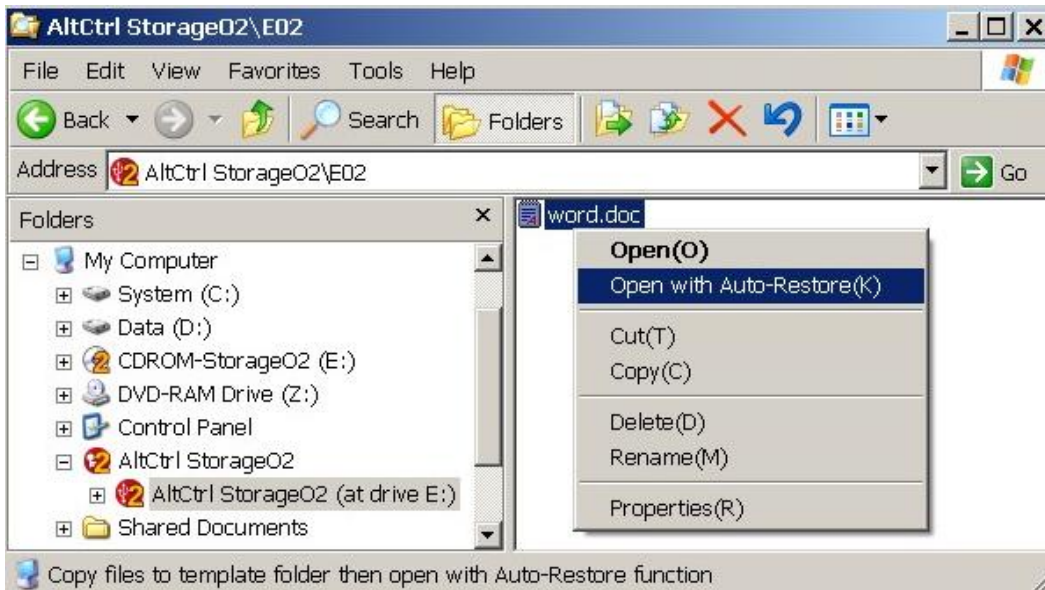 AltCtrl StorageO2\E02
File Edit View Favorites Tools Help
Back Search Folders
Address AltCtrl StorageO2\E02 Go
Folders
word.doc
My Computer
System (C:)
Data (D:)
CDROM-StorageO2 (E:)
DVD-RAM Drive (Z:)
Control Panel
AltCtrl StorageO2
AltCtrl StorageO2 (at drive E:)
Shared Documents
Open(O)
Open with Auto-Restore(K)
Cut(T)
Copy(C)
Delete(D)
Rename(M)
Properties(R)
Copy files to template folder then open with Auto-Restore function